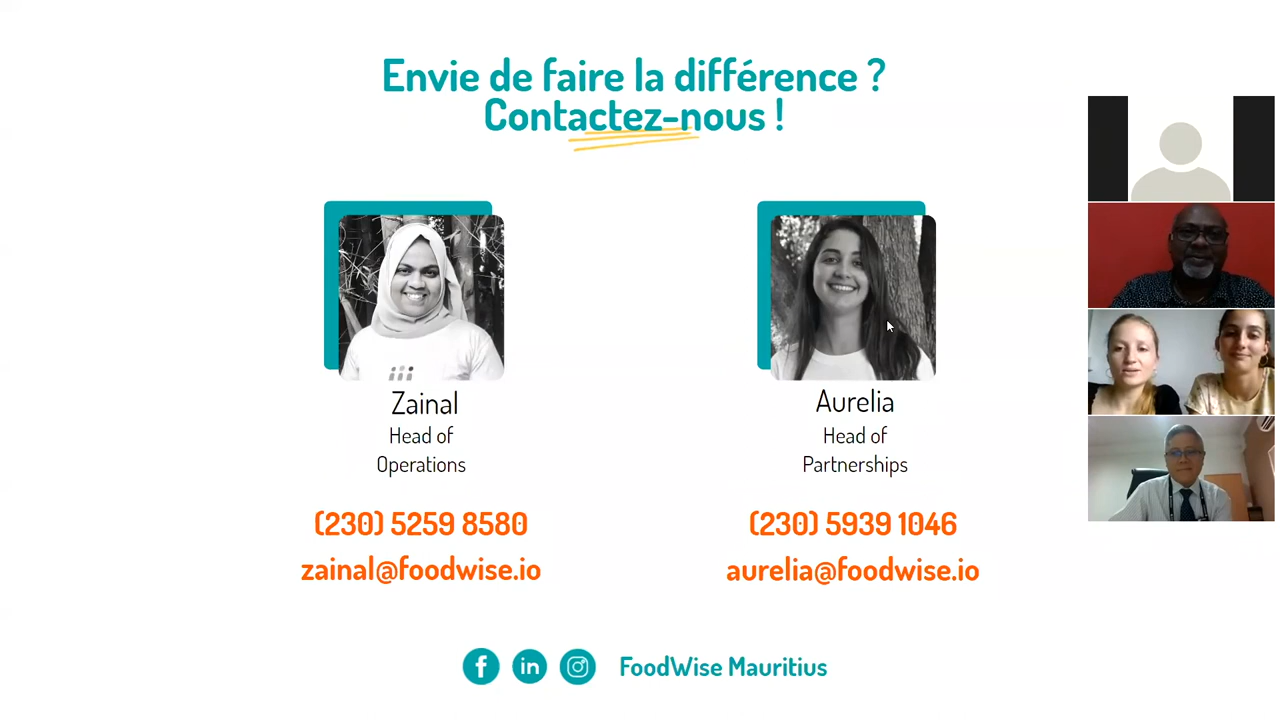 Envie de faire la différence ?
Contactez-nous !
Zainal
Head of
Operations
(230) 5259 8580
zainal@foodwise.io
Aurelia
Head of
Partnerships
(230) 5939 1046
aurelia@foodwise.io
FoodWise Mauritius